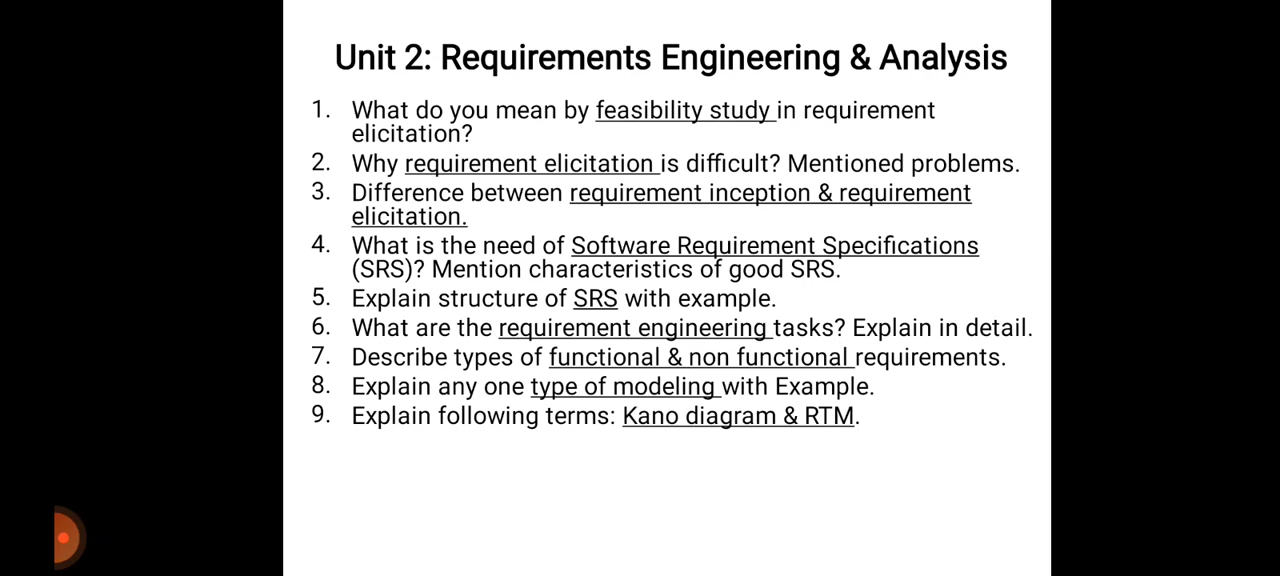 Unit 2: Requirements Engineering & Analysis
1. What do you mean by feasibility study in requirement
elicitation?
2. Why requirement elicitation is difficult? Mentioned problems.
3. Difference between requirement inception & requirement
elicitation.
4. What is the need of Software Requirement Specifications
(SRS)? Mention characteristics of good SRS.
5. Explain structure of SRS with example.
6. What are the requirement engineering tasks? Explain in detail.
7. Describe types of functional & non functional requirements.
8. Explain any one type of modeling with Example.
9. Explain following terms: Kano diagram & RTM.